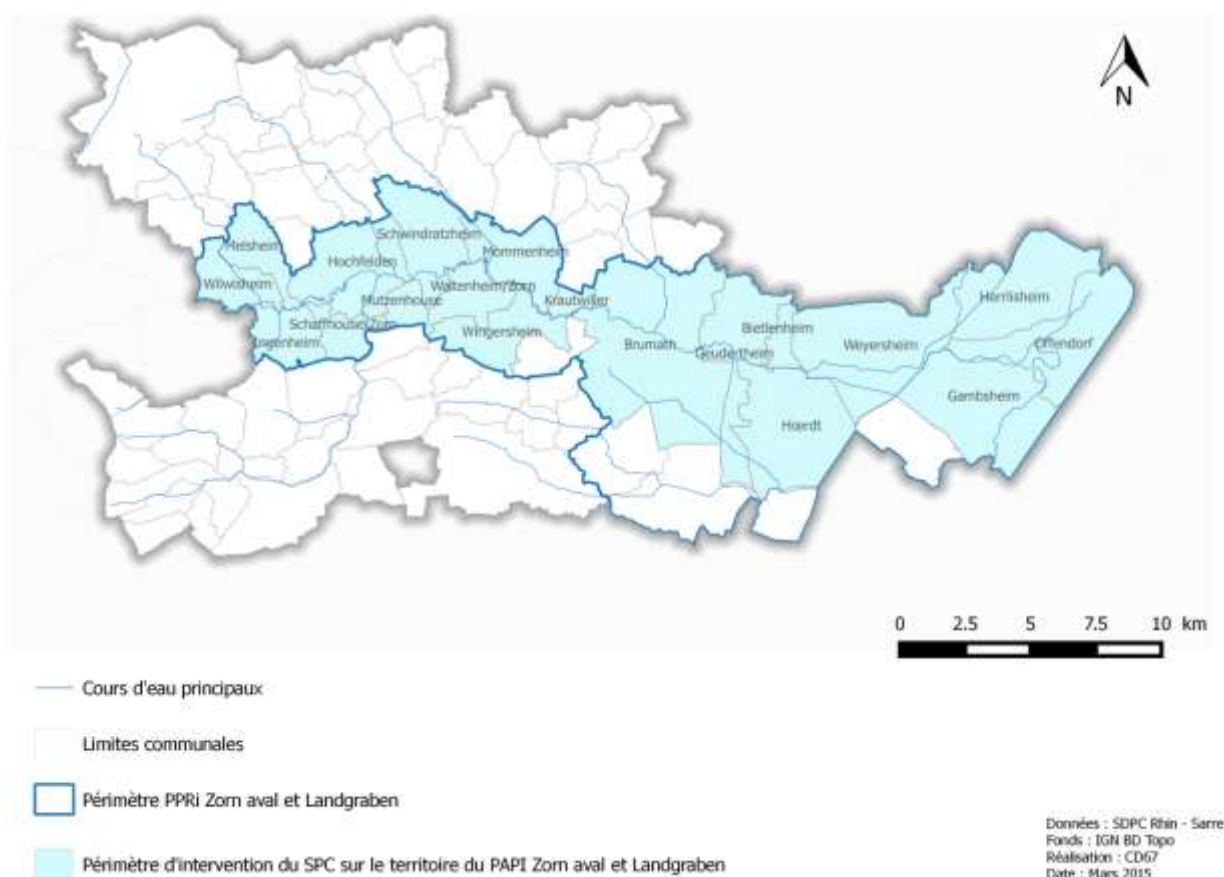 N
Schwindratzheim
Melsheim
Mommenheim
Hochfelden
Wilwisheim
Waltenheim/Zorn
Mutzenhouse
Krautwiller
Schaffhouse/Zorn
Wingersheim
Herrlisheim
Bietlenheim
Brumath
Weyersheim
Offendorf
Geudertheim
Gambsheim
Hoerdt
0 2.5 5 7.5 10 km
Cours d'eau principaux
Limites communales
Périmètre PPRi Zorn aval et Landgraben
Périmètre d'intervention du SPC sur le territoire du PAPI Zorn aval et Landgraben
Données : SDPC Rhin - Sarre
Fonds : IGN BD Topo
Réalisation : CD67
Date : Mars 2015